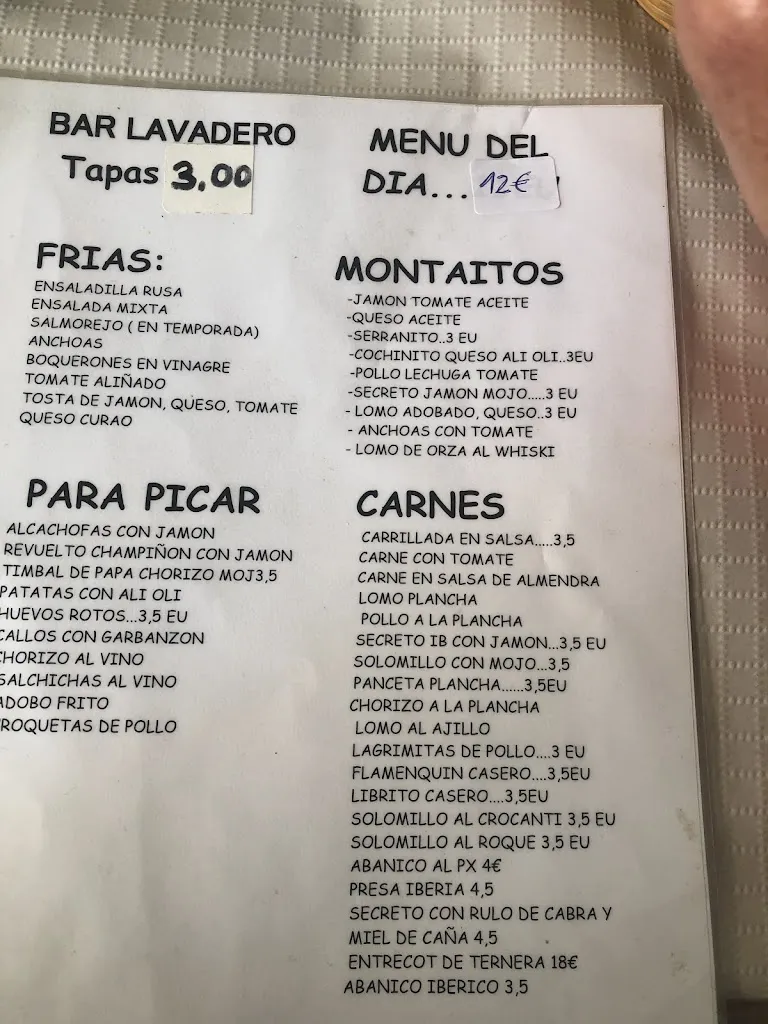 BAR LAVADERO
Tapas 3.00
MENU DEL
DIA... 12€
FRIAS:
ENSALADILLA RUSA
ENSALADA MIXTA
SALMOREJO ( EN TEMPORADA)
ANCHOAS
BOQUERONES EN VINAGRE
TOMATE ALIÑADO
TOSTA DE JAMON, QUESO, TOMATE
QUESO CURAO
MONTAITOS
-JAMON TOMATE ACEITE
-QUESO ACEITE
-SERRANITO..3 EU
-COCHINITO QUESO ALI OLI..3EU
-POLLO LECHUGA TOMATE
-SECRETO JAMON MOJO.....3 EU
- LOMO ADOBADO, QUESO..3 EU
- ANCHOAS CON TOMATE
- LOMO DE ORZA AL WHISKI
PARA PICAR
ALCACHOFAS CON JAMON
REVUELTO CHAMPIÑON CON JAMON
TIMBAL DE PAPA CHORIZO MOJ3,5
PATATAS CON ALI OLI
HUEVOS ROTOS...3,5 EU
CALLOS CON GARBANZON
CHORIZO AL VINO
SALCHICHAS AL VINO
ADOBO FRITO
ROQUETAS DE POLLO
CARNES
CARRILLADA EN SALSA.....3,5
CARNE CON TOMATE
CARNE EN SALSA DE ALMENDRA
LOMO PLANCHA
POLLO A LA PLANCHA
SECRETO IB CON JAMON...3,5 EU
SOLOMILLO CON MOJO...3,5
PANCETA PLANCHA......3,5EU
CHORIZO A LA PLANCHA
LOMO AL AJILLO
LAGRIMITAS DE POLLO....3 EU
FLAMENQUIN CASERO....3,5EU
LIBRITO CASERO....3,5EU
SOLOMILLO AL CROCANTI 3,5 EU
SOLOMILLO AL ROQUE 3,5 EU
ABANICO AL PX 4€
PRESA IBERIA 4,5
SECRETO CON RULO DE CABRA Y
MIEL DE CAÑA 4,5
ENTRECOT DE TERNERA 18€
ABANICO IBERICO 3,5